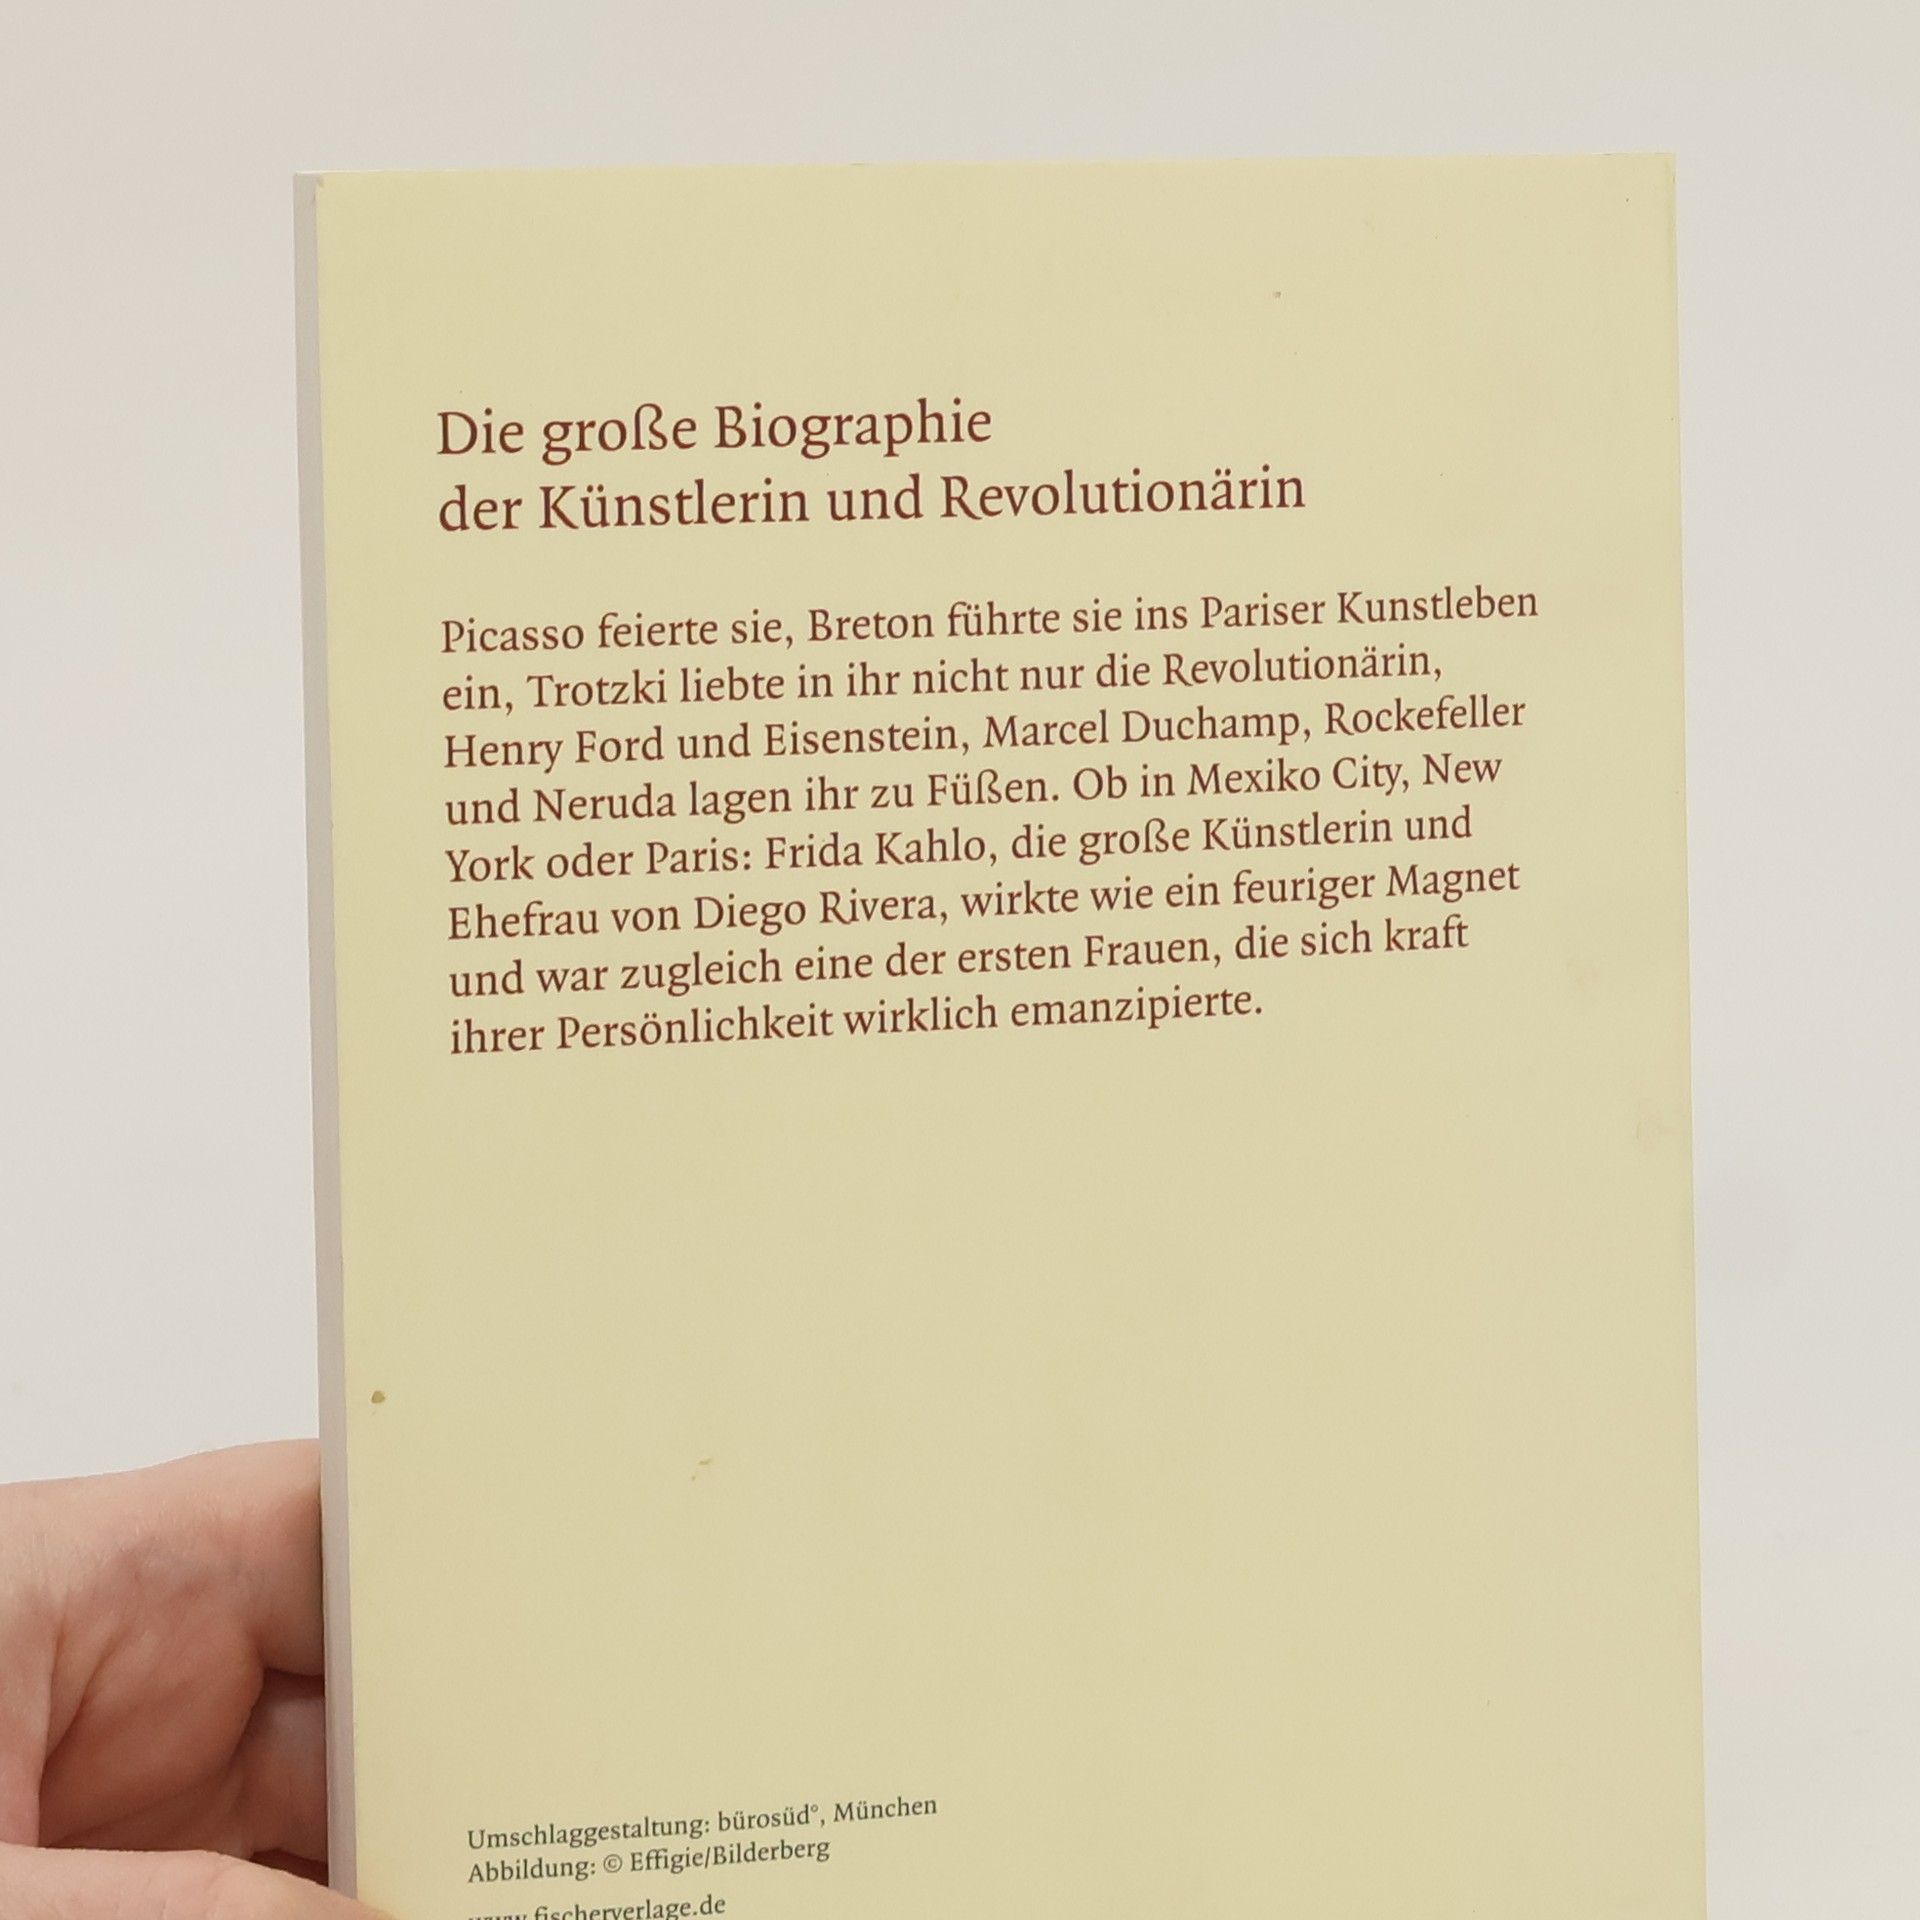 Die große Biographie
der Künstlerin und Revolutionärin
Picasso feierte sie, Breton führte sie ins Pariser Kunstleben
ein, Trotzki liebte in ihr nicht nur die Revolutionärin,
Henry Ford und Eisenstein, Marcel Duchamp, Rockefeller
und Neruda lagen ihr zu Füßen. Ob in Mexiko City, New
York oder Paris: Frida Kahlo, die große Künstlerin und
Ehefrau von Diego Rivera, wirkte wie ein feuriger Magnet
und war zugleich eine der ersten Frauen, die sich kraft
ihrer Persönlichkeit wirklich emanzipierte.
Umschlaggestaltung: bürosüd°, München
Abbildung: © Effigie/Bilderberg
www.fischerverlage.de